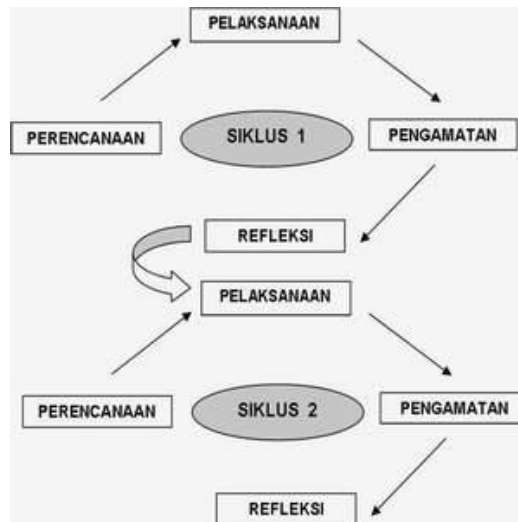 PELAKSANAAN
PERENCANAAN
SIKLUS 1
PENGAMATAN
REFLEKSI
PELAKSANAAN
PERENCANAAN
SIKLUS 2
PENGAMATAN
REFLEKSI